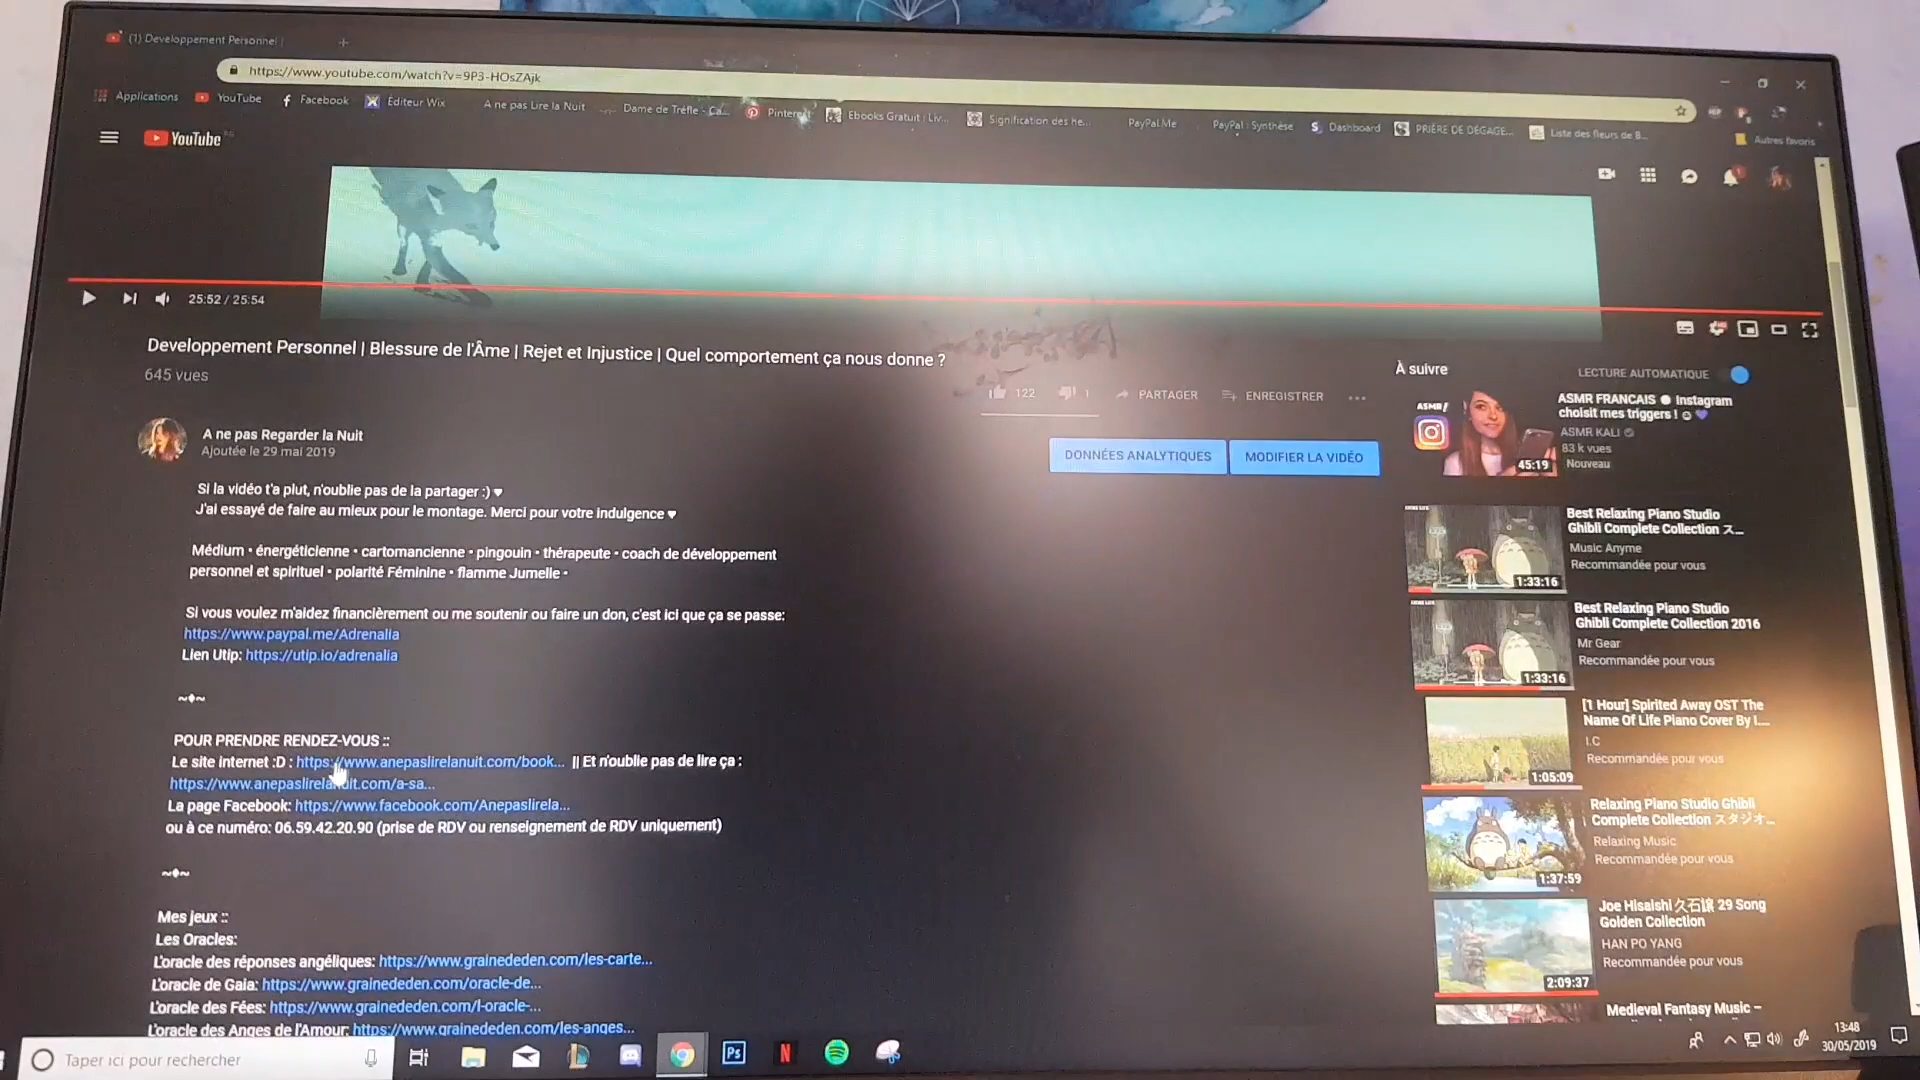 (1) Developpement Personnel |
https://www.youtube.com/watch?v=9P3-HOsZAjk
Applications YouTube Facebook Éditeur Wix A ne pas Lire la Nuit Dame de Trèfle - Ca... Pinterest Ebooks Gratuit | Liv... Signification des he... PayPal.Me PayPal : Synthèse Dashboard PRIÈRE DE DÉGAGE... Liste des fleurs de B...
Autres favoris
YouTube
25:52 / 25:54
Developpement Personnel | Blessure de l'Âme | Rejet et Injustice | Quel comportement ça nous donne ?
645 vues
122 1 PARTAGER ENREGISTRER
A ne pas Regarder la Nuit
Ajoutée le 29 mai 2019
DONNÉES ANALYTIQUES MODIFIER LA VIDÉO
Si la vidéo t'a plut, n'oublie pas de la partager :) ♥
J'ai essayé de faire au mieux pour le montage. Merci pour votre indulgence ♥
Médium • énergéticienne • cartomancienne • pingouin • thérapeute • coach de développement
personnel et spirituel • polarité Féminine • flamme Jumelle •
Si vous voulez m'aidez financièrement ou me soutenir ou faire un don, c'est ici que ça se passe:
https://www.paypal.me/Adrenalia
Lien Utip: https://utip.io/adrenalia
~♦~
POUR PRENDRE RENDEZ-VOUS ::
Le site internet :D : https://www.anepaslirelanuit.com/book... || Et n'oublie pas de lire ça :
https://www.anepaslirelanuit.com/a-sa...
La page Facebook: https://www.facebook.com/Anepaslirela...
ou à ce numéro: 06.59.42.20.90 (prise de RDV ou renseignement de RDV uniquement)
~♦~
Mes jeux ::
Les Oracles:
L'oracle des réponses angéliques: https://www.grainededen.com/les-carte...
L'oracle de Gaia: https://www.grainededen.com/oracle-de...
L'oracle des Fées: https://www.grainededen.com/l-oracle-...
L'oracle des Anges de l'Amour: https://www.grainededen.com/les-anges...
À suivre
LECTURE AUTOMATIQUE
ASMR
45:19
ASMR FRANCAIS ● Instagram
choisit mes triggers ! ☺💜
ASMR KALI
83 k vues
Nouveau
1:33:16
Best Relaxing Piano Studio
Ghibli Complete Collection ス...
Music Anyme
Recommandée pour vous
1:33:16
Best Relaxing Piano Studio
Ghibli Complete Collection 2016
Mr Gear
Recommandée pour vous
1:05:09
[1 Hour] Spirited Away OST The
Name Of Life Piano Cover By I...
I.C
Recommandée pour vous
1:37:59
Relaxing Piano Studio Ghibli
Complete Collection スタジオ...
Relaxing Music
Recommandée pour vous
2:09:37
Joe Hisaishi 久石譲 29 Song
Golden Collection
HAN PO YANG
Recommandée pour vous
Medieval Fantasy Music –
Taper ici pour rechercher
Ps
N
13:48
30/05/2019